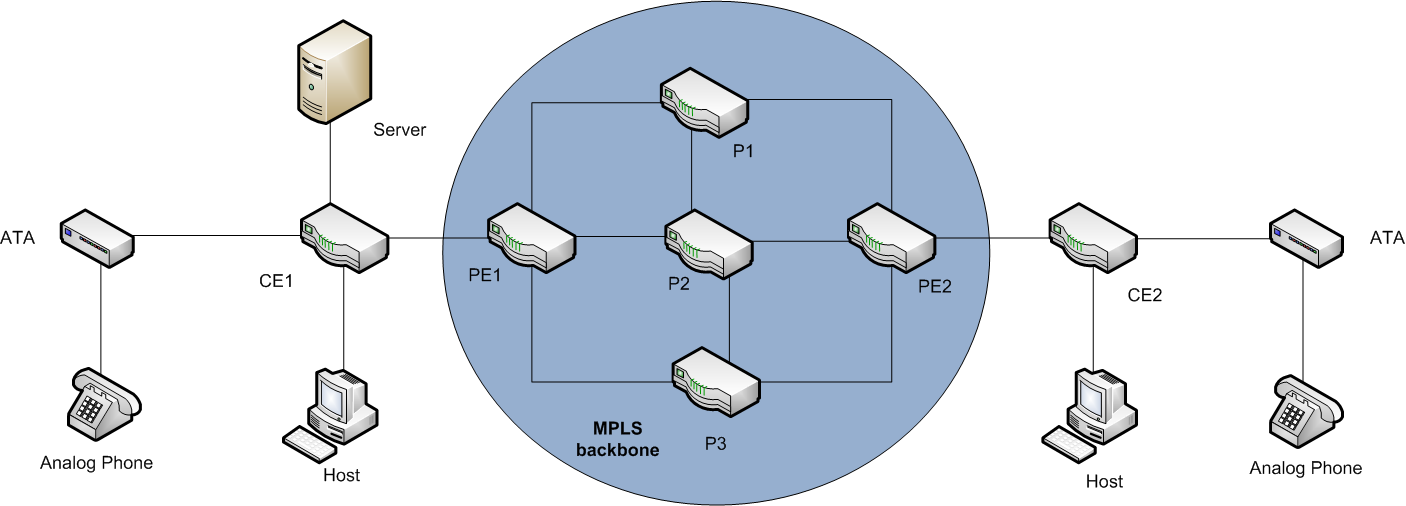 Server
P1
ATA
CE1
PE1
P2
PE2
CE2
ATA
MPLS
backbone
P3
Analog Phone
Host
Host
Analog Phone